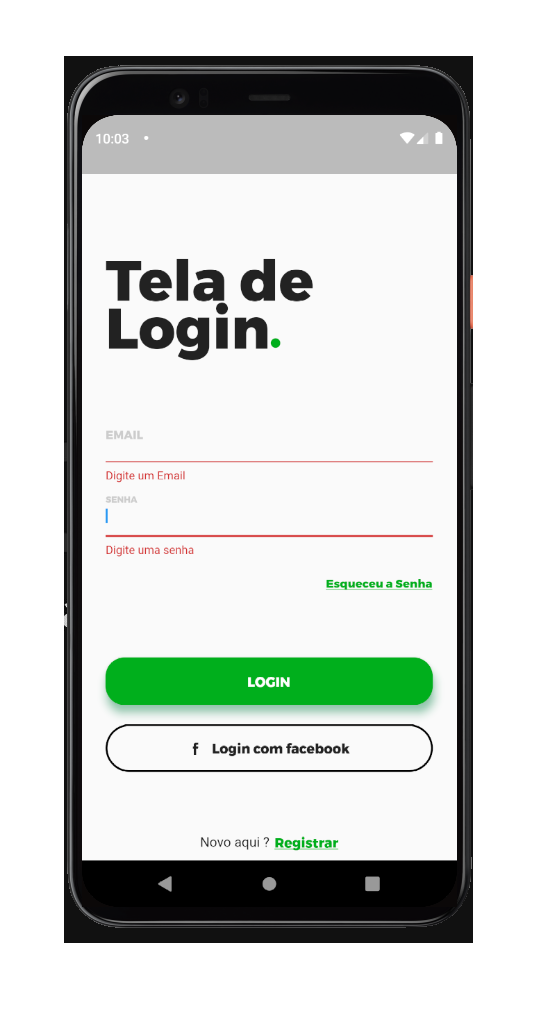 10:03
Tela de
Login.
EMAIL
Digite um Email
SENHA
Digite uma senha
Esqueceu a Senha
LOGIN
f Login com facebook
Novo aqui ? Registrar